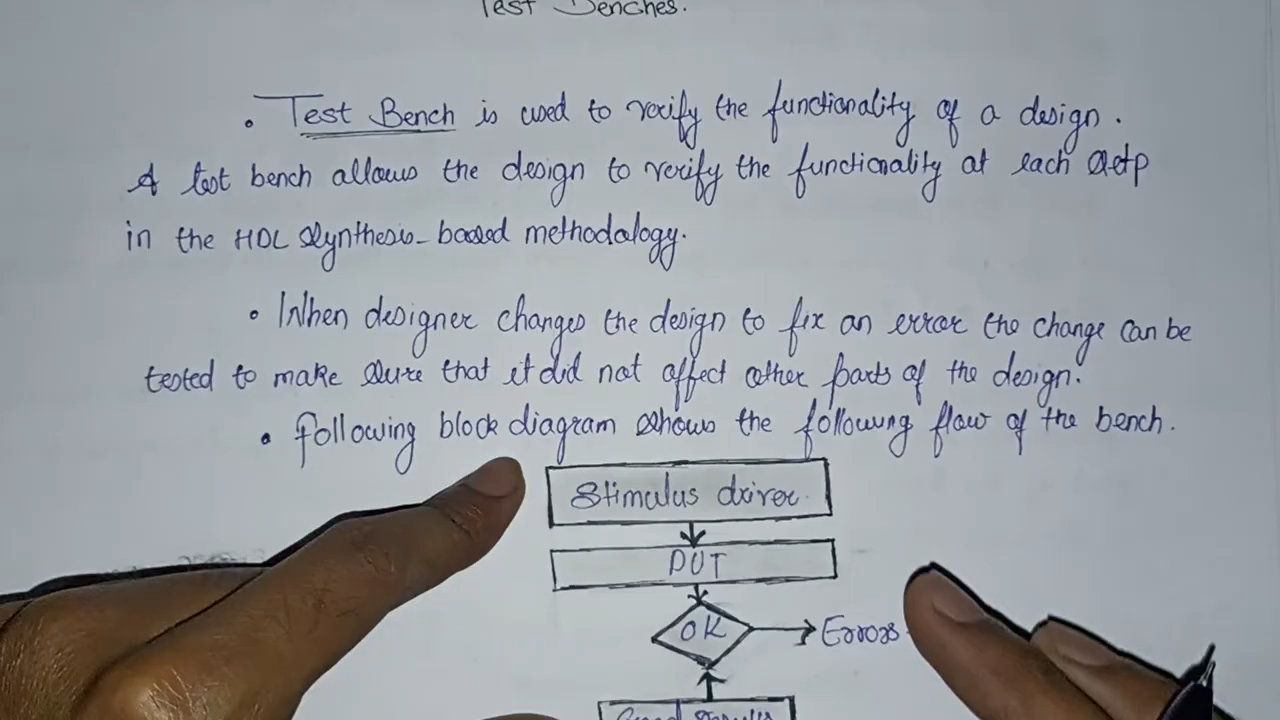 Test Benches.
• Test Bench is used to verify the functionality of a design.
A test bench allows the design to verify the functionality at each step
in the HDL synthesis-based methodology.
• When designer changes the design to fix an error the change can be
tested to make sure that it did not affect other parts of the design.
• following block diagram shows the following flow of the bench.
Stimulus driver
DUT
OK
Errors